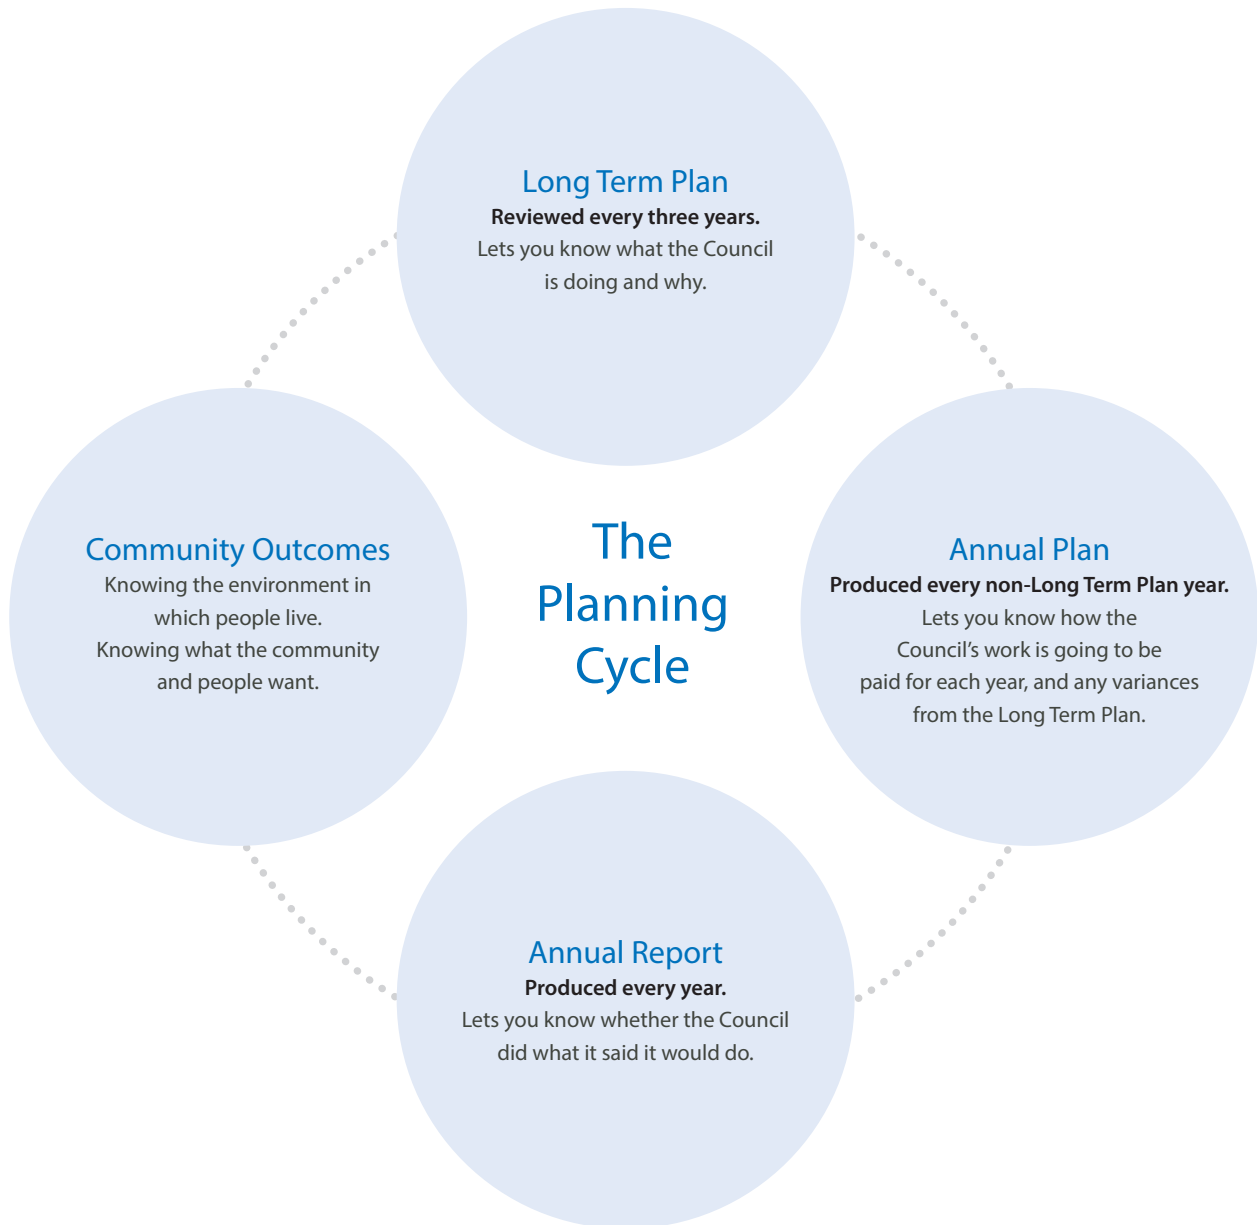 Long Term Plan
Reviewed every three years.
Lets you know what the Council
is doing and why.
Community Outcomes
Knowing the environment in
which people live.
Knowing what the community
and people want.
The
Planning
Cycle
Annual Plan
Produced every non-Long Term Plan year.
Lets you know how the
Council’s work is going to be
paid for each year, and any variances
from the Long Term Plan.
Annual Report
Produced every year.
Lets you know whether the Council
did what it said it would do.